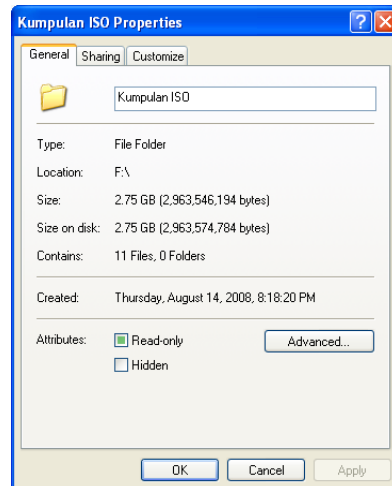 Kumpulan ISO Properties
General Sharing Customize
Kumpulan ISO
Type: File Folder
Location: F:\
Size: 2.75 GB (2,963,546,194 bytes)
Size on disk: 2.75 GB (2,963,574,784 bytes)
Contains: 11 Files, 0 Folders
Created: Thursday, August 14, 2008, 8:18:20 PM
Attributes: Read-only Advanced...
Hidden
OK Cancel Apply